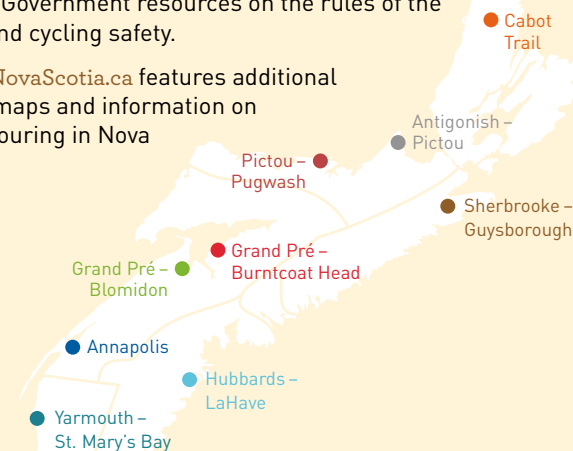 Government resources on the rules of the
nd cycling safety.
NovaScotia.ca features additional
maps and information on
ouring in Nova
Cabot
Trail
Antigonish –
Pictou
Pictou –
Pugwash
Sherbrooke –
Guysborough
Grand Pré –
Burntcoat Head
Grand Pré –
Blomidon
Annapolis
Hubbards –
LaHave
Yarmouth –
St. Mary's Bay